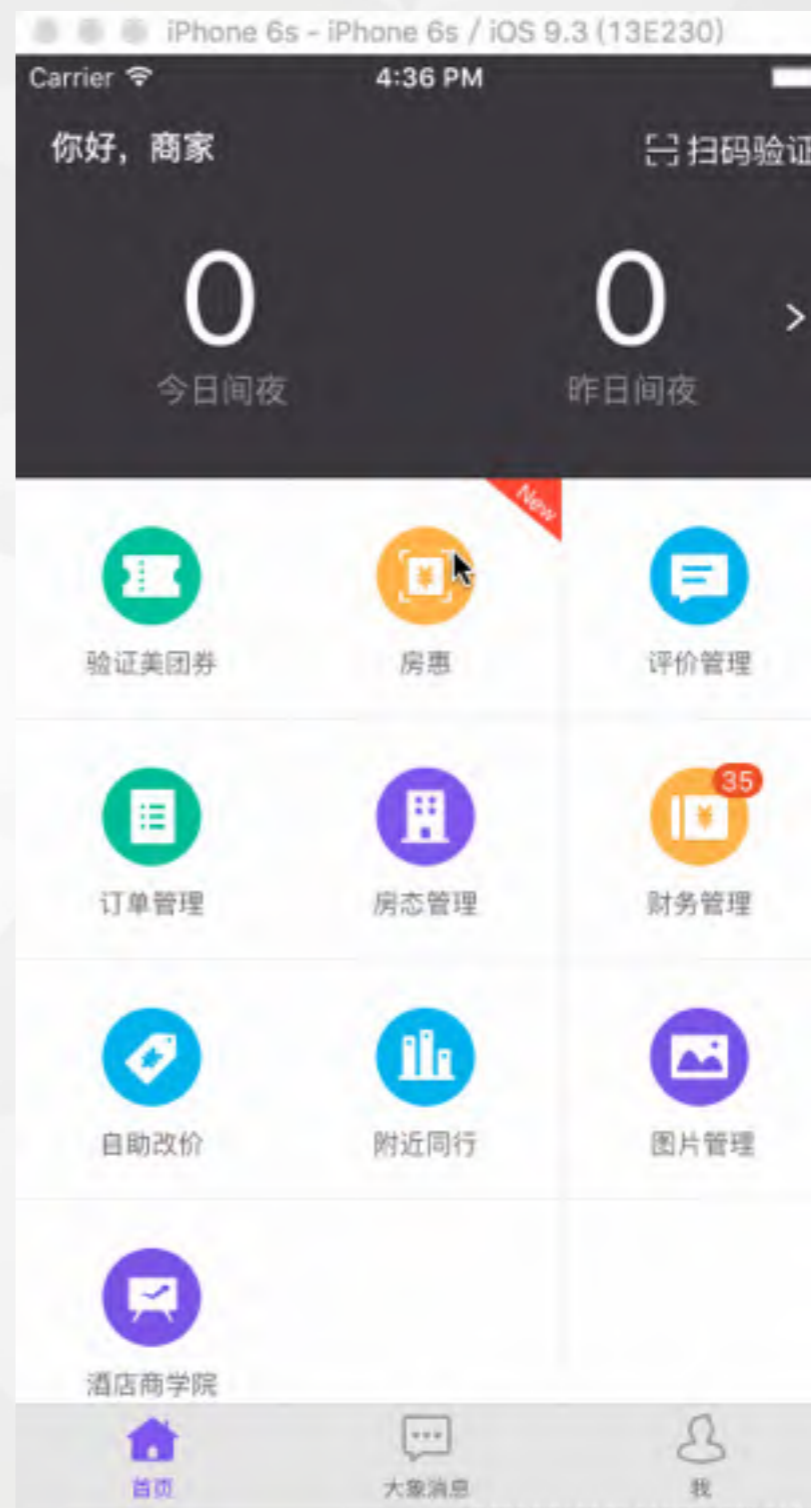 iPhone 6s - iPhone 6s / iOS 9.3 (13E230)
Carrier 4:36 PM
你好，商家 扫码验证
0 0
今日间夜 昨日间夜
New
验证美团券 房惠 评价管理
35
订单管理 房态管理 财务管理
自助改价 附近同行 图片管理
酒店商学院
首页 大象消息 我